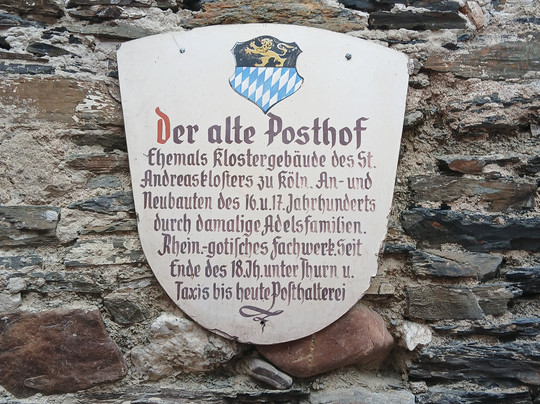 Der alte Posthof
Ehemals Klostergebäude des St.
Andreasklosters zu Köln. An- und
Neubauten des 16. u. 17. Jahrhunderts
durch damalige Adelsfamilien.
Rhein.-gotisches Fachwerk. Seit
Ende des 18. Jh. unter Thurn u.
Taxis bis heute Posthalterei